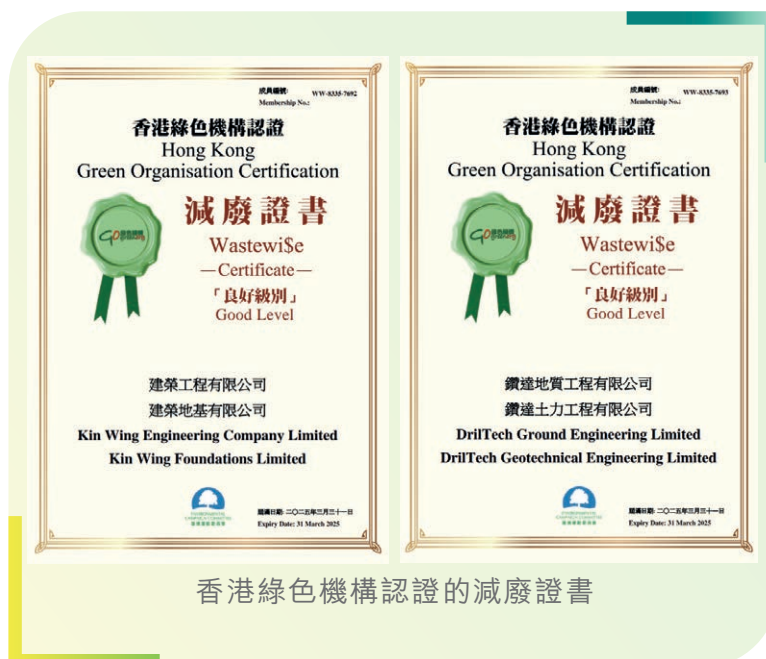 成員編號:
WW-8335-7692
Membership No.:
香港綠色機構認證
Hong Kong
Green Organisation Certification
減廢證書
Wastewi$e
—Certificate—
「良好級別」
Good Level
建榮工程有限公司
建榮地基有限公司
Kin Wing Engineering Company Limited
Kin Wing Foundations Limited
屆滿日期: 二〇二五年三月三十一日
Expiry Date: 31 March 2025
成員編號:
WW-8335-7693
Membership No.:
香港綠色機構認證
Hong Kong
Green Organisation Certification
減廢證書
Wastewi$e
—Certificate—
「良好級別」
Good Level
鑽達地質工程有限公司
鑽達土力工程有限公司
DrilTech Ground Engineering Limited
DrilTech Geotechnical Engineering Limited
屆滿日期: 二〇二五年三月三十一日
Expiry Date: 31 March 2025
香港綠色機構認證的減廢證書